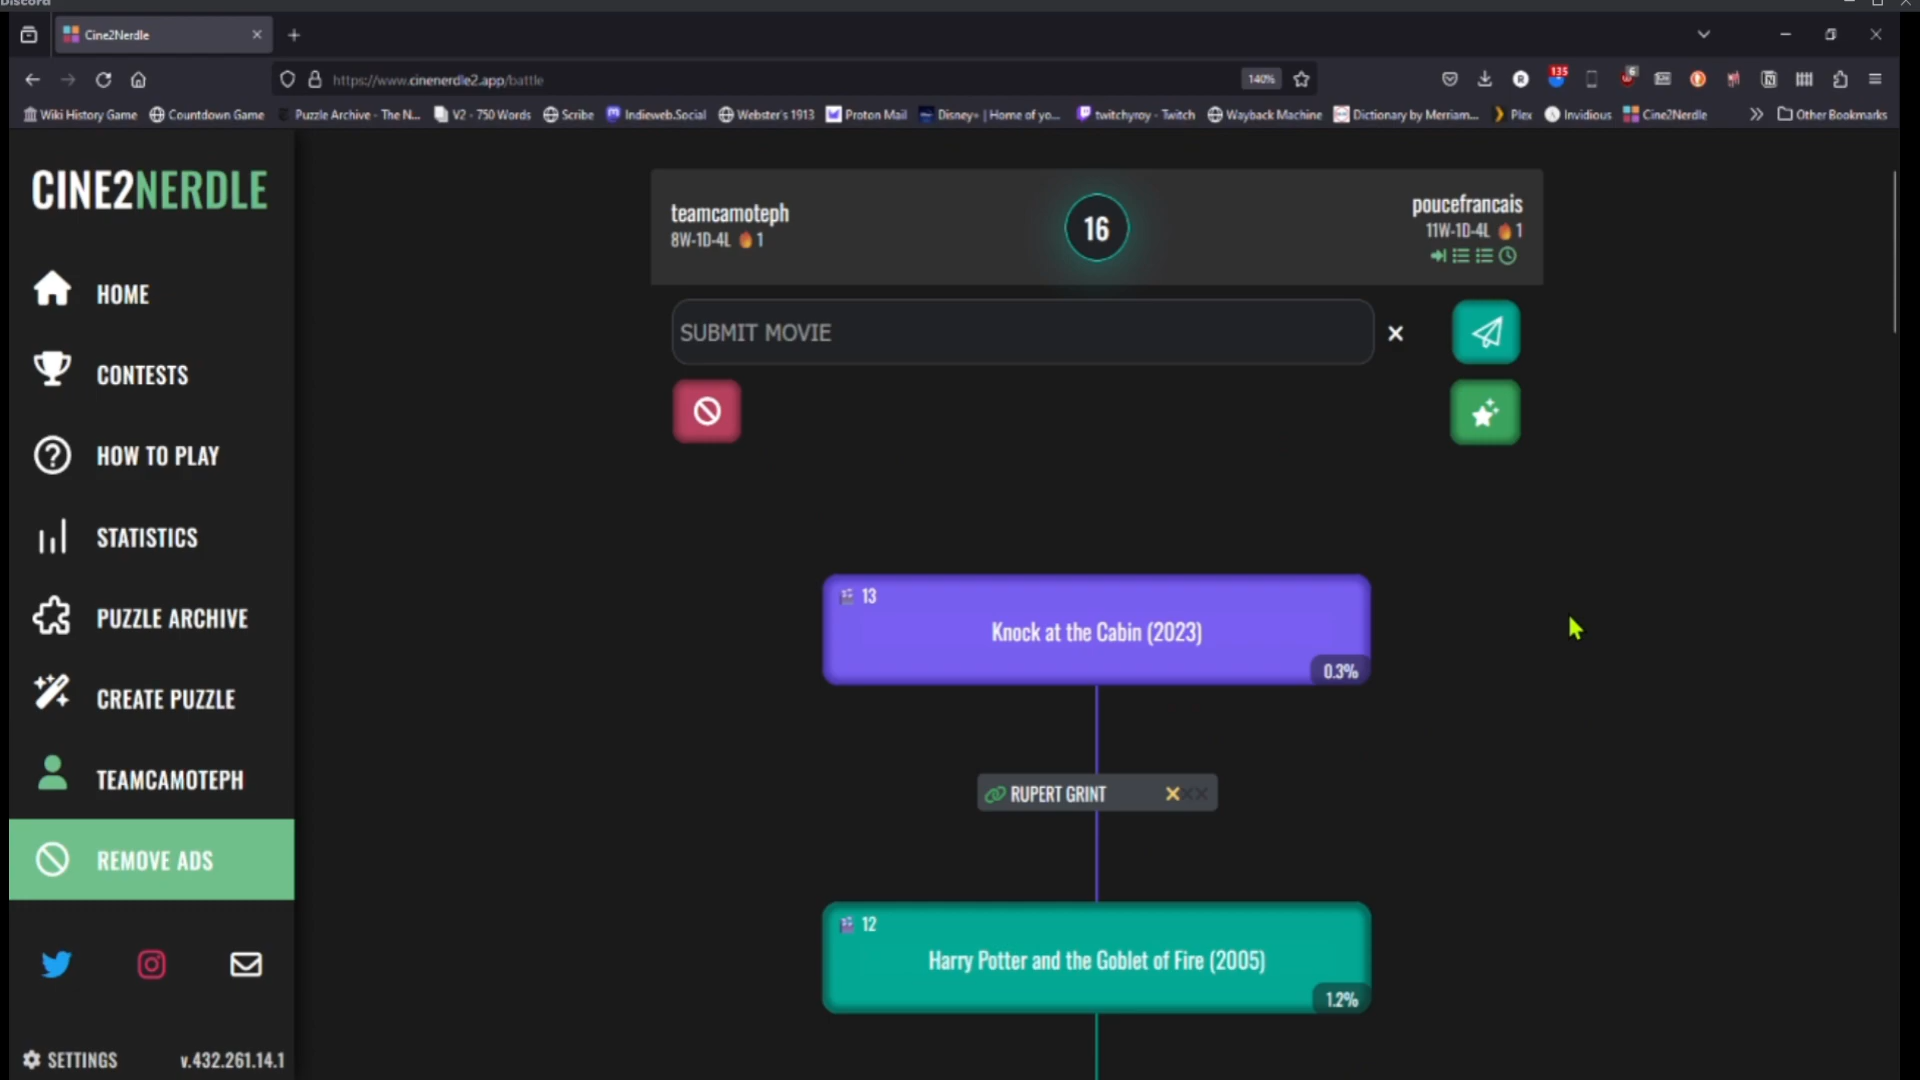 Discord
Cine2Nerdle
https://www.cinenerdle2.app/battle
140%
135
6
Wiki History Game
Countdown Game
Puzzle Archive - The N...
V2 - 750 Words
Scribe
Indieweb.Social
Webster's 1913
Proton Mail
Disney+ | Home of yo...
twitchyroy - Twitch
Wayback Machine
Dictionary by Merriam...
Plex
Invidious
Cine2Nerdle
Other Bookmarks
CINE2NERDLE
HOME
CONTESTS
HOW TO PLAY
STATISTICS
PUZZLE ARCHIVE
CREATE PUZZLE
TEAMCAMOTEPH
REMOVE ADS
SETTINGS
v.432.261.14.1
teamcamoteph
8W-1D-4L 1
16
poucefrancais
11W-1D-4L 1
SUBMIT MOVIE
13
Knock at the Cabin (2023)
0.3%
RUPERT GRINT
12
Harry Potter and the Goblet of Fire (2005)
1.2%